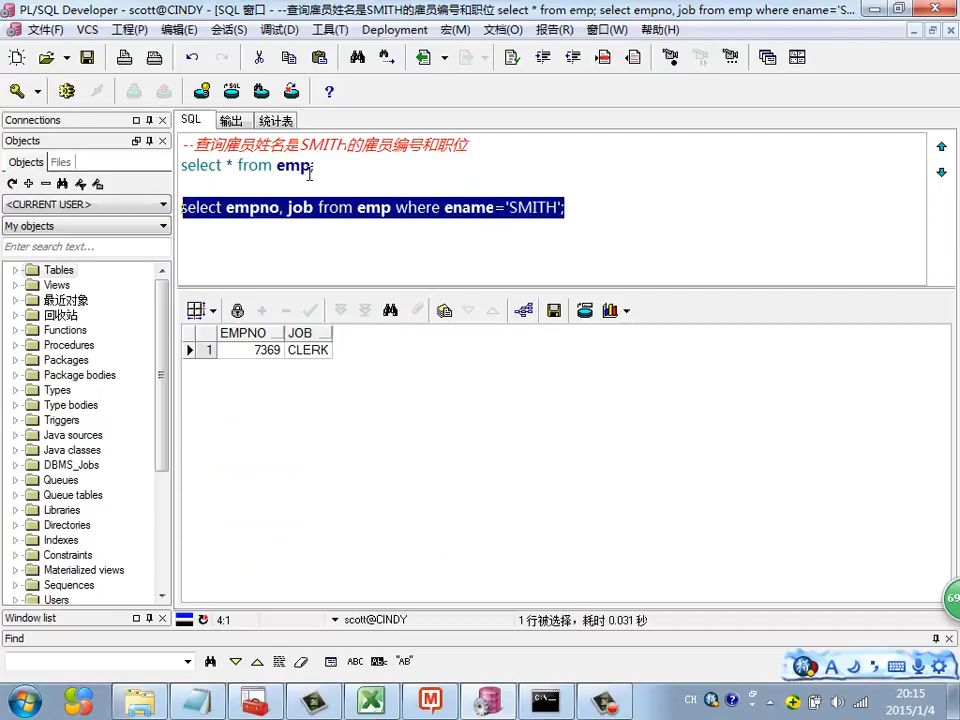 PL/SQL Developer - scott@CINDY - [SQL 窗口 - --查询雇员姓名是SMITH的雇员编号和职位 select * from emp; select empno, job from emp where ename='S...
文件(F) VCS 工程(P) 编辑(E) 会话(S) 调试(D) 工具(T) Deployment 宏(M) 文档(O) 报告(R) 窗口(W) 帮助(H)
Connections
Objects
Objects Files
<CURRENT USER>
My objects
Enter search text...
Tables
Views
最近对象
回收站
Functions
Procedures
Packages
Package bodies
Types
Type bodies
Triggers
Java sources
Java classes
DBMS_Jobs
Queues
Queue tables
Libraries
Directories
Indexes
Constraints
Materialized views
Sequences
Users
Window list
SQL 输出 统计表
--查询雇员姓名是SMITH的雇员编号和职位
select * from emp;
select empno, job from emp where ename='SMITH';
EMPNO JOB
1 7369 CLERK
4:1 scott@CINDY 1 行被选择, 耗时 0.031 秒
69
Find
ABC ABc "AB"
拼 A
CH
20:15
2015/1/4